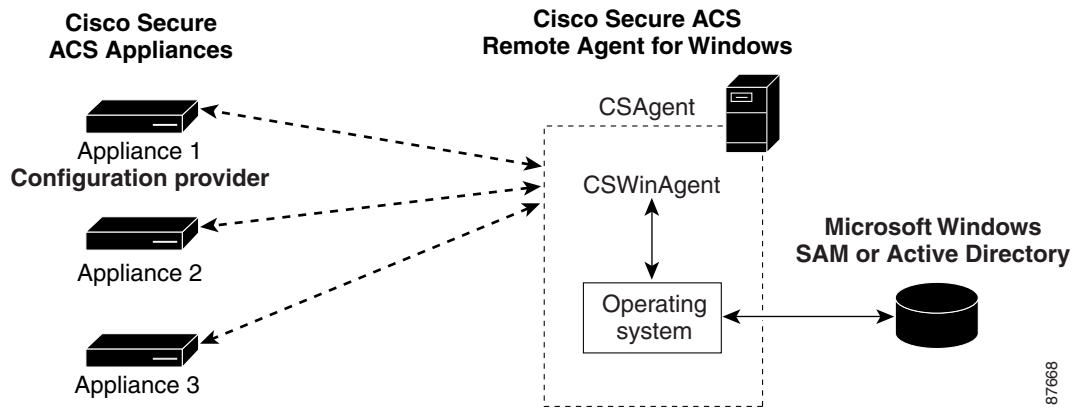 Cisco Secure
ACS Appliances
Cisco Secure ACS
Remote Agent for Windows
CSAgent
Appliance 1
Configuration provider
CSWinAgent
Appliance 2
Microsoft Windows
SAM or Active Directory
Operating
system
Appliance 3
87668